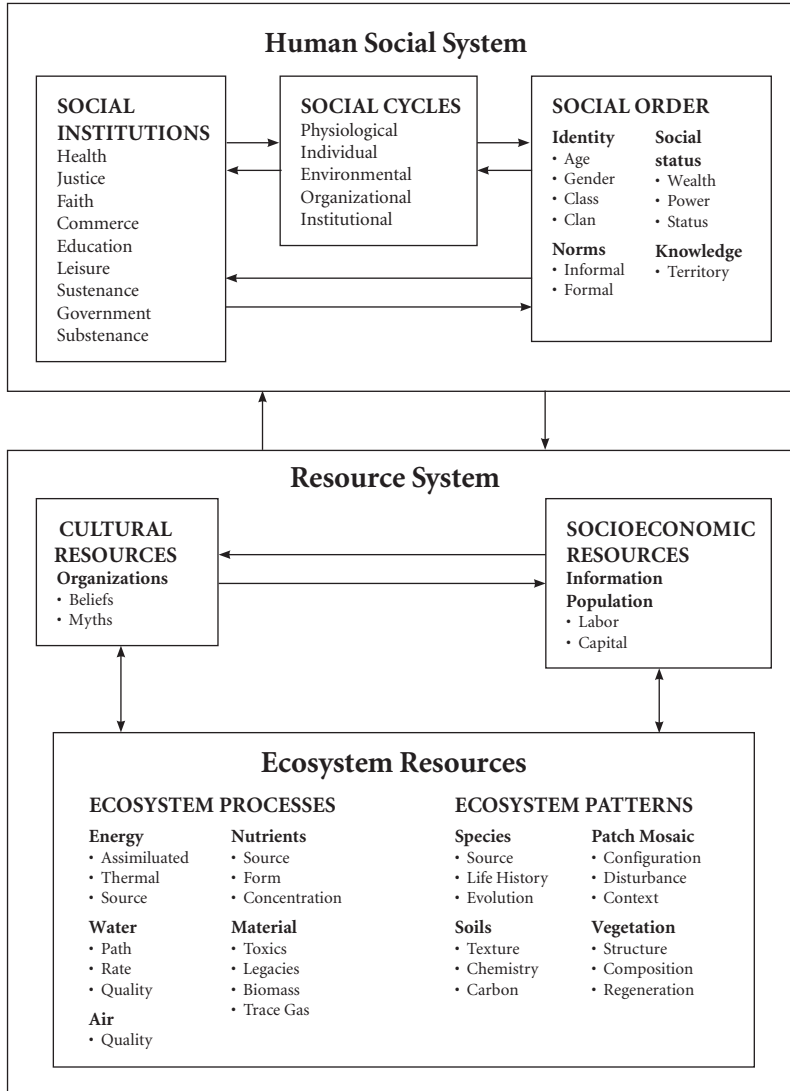 Human Social System
SOCIAL
INSTITUTIONS
Health
Justice
Faith
Commerce
Education
Leisure
Sustenance
Government
Substenance
SOCIAL CYCLES
Physiological
Individual
Environmental
Organizational
Institutional
SOCIAL ORDER
Identity
• Age
• Gender
• Class
• Clan
Norms
• Informal
• Formal
Social
status
• Wealth
• Power
• Status
Knowledge
• Territory
Resource System
CULTURAL
RESOURCES
Organizations
• Beliefs
• Myths
SOCIOECONOMIC
RESOURCES
Information
Population
• Labor
• Capital
Ecosystem Resources
ECOSYSTEM PROCESSES
Energy
• Assimiluated
• Thermal
• Source
Water
• Path
• Rate
• Quality
Air
• Quality
Nutrients
• Source
• Form
• Concentration
Material
• Toxics
• Legacies
• Biomass
• Trace Gas
ECOSYSTEM PATTERNS
Species
• Source
• Life History
• Evolution
Soils
• Texture
• Chemistry
• Carbon
Patch Mosaic
• Configuration
• Disturbance
• Context
Vegetation
• Structure
• Composition
• Regeneration